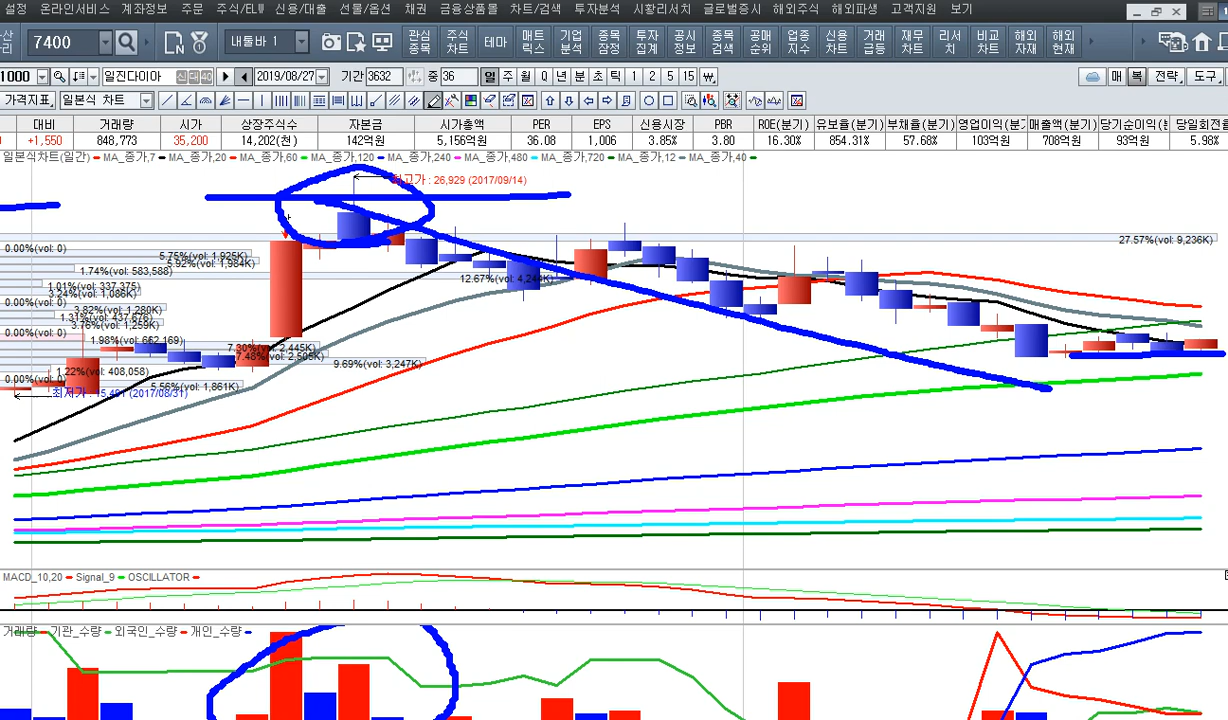 설정 온라인서비스 계좌정보 주문 주식/ELW 신용/대출 선물/옵션 채권 금융상품몰 차트/검색 투자분석 시황리서치 글로벌증시 해외주식 해외파생 고객지원 보기
7400 내툴바 1 관심종목 주식차트 테마 매트릭스 기업분석 종목잔정 투자집계 공시정보 종목검색 공매순위 업종지수 신용차트 거래급등 재무차트 리서치 비교차트 해외자재 해외현재
1000 일진다이아 신대40 2019/08/27 기간 3632 중 36 일 주 월 Q 년 분 초 틱 1 2 5 15 매 복 전략 도구
가격지표 일본식 차트
대비 거래량 시가 상장주식수 자본금 시가총액 PER EPS 신용시장 PBR ROE(분기) 유보율(분기) 부채율(분기) 영업이익(분기 매출액(분기) 당기순이익(분 당일회전율
+1,550 848,773 35,200 14,202(천) 142억원 5,156억원 36.08 1,006 3.85% 3.80 16.30% 854.31% 57.68% 103억원 708억원 93억원 5.98%
일본식차트(일간) MA_종가,7 MA_종가,20 MA_종가,60 MA_종가,120 MA_종가,240 MA_종가,480 MA_종가,720 MA_종가,12 MA_종가,40
최고가 : 26,929 (2017/09/14)
27.57%(vol: 9,236K)
0.00%(vol: 0)
5.75%(vol: 1,925K)
5.92%(vol: 1,984K)
1.74%(vol: 583,588)
12.67%(vol: 4,244K)
1.01%(vol: 337,375)
3.24%(vol: 1,086K)
0.00%(vol: 0)
3.82%(vol: 1,280K)
1.31%(vol: 437,676)
3.76%(vol: 1,259K)
0.00%(vol: 0)
1.98%(vol: 662,169)
7.30%(vol: 2,445K)
7.48%(vol: 2,505K)
9.69%(vol: 3,247K)
1.22%(vol: 408,058)
0.00%(vol: 0)
5.56%(vol: 1,861K)
최저가 : 15,491 (2017/08/31)
MACD_10,20 Signal_9 OSCILLATOR
거래량 기관_수량 외국인_수량 개인_수량